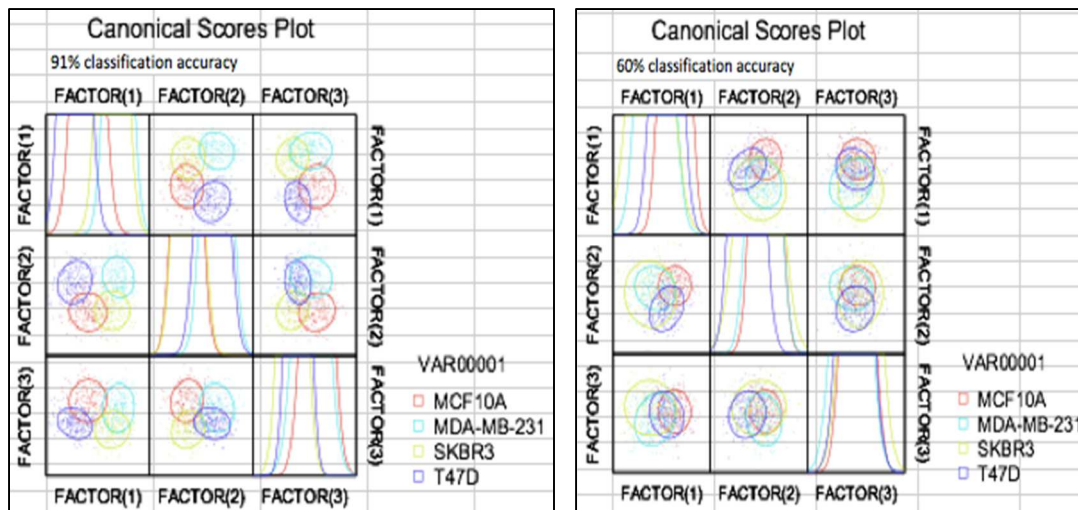 Canonical Scores Plot
91% classification accuracy
FACTOR(1) FACTOR(2) FACTOR(3)
FACTOR(1)
FACTOR(1)
FACTOR(2)
FACTOR(2)
FACTOR(3)
FACTOR(3)
VAR00001
MCF10A
MDA-MB-231
SKBR3
T47D
FACTOR(1) FACTOR(2) FACTOR(3)
Canonical Scores Plot
60% classification accuracy
FACTOR(1) FACTOR(2) FACTOR(3)
FACTOR(1)
FACTOR(1)
FACTOR(2)
FACTOR(2)
FACTOR(3)
FACTOR(3)
VAR00001
MCF10A
MDA-MB-231
SKBR3
T47D
FACTOR(1) FACTOR(2) FACTOR(3)